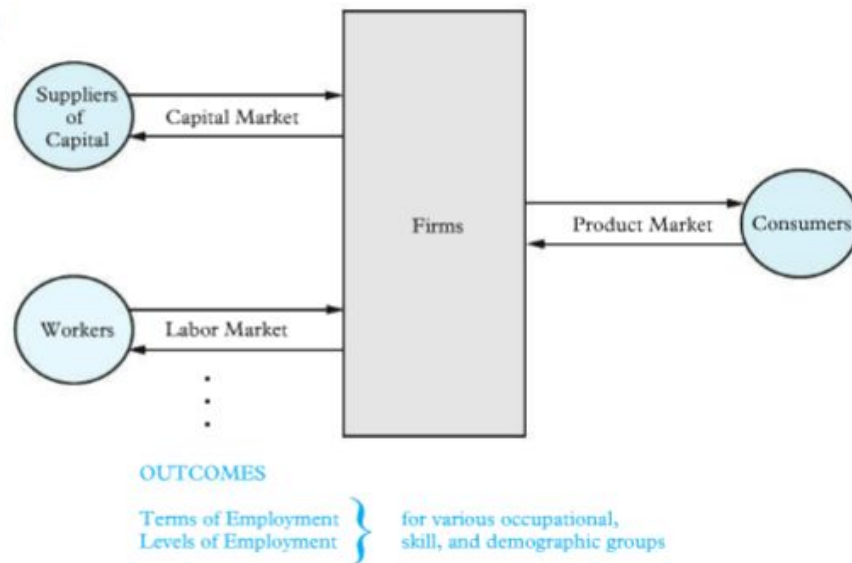 Suppliers
of
Capital
Capital Market
Firms
Product Market
Consumers
Workers
Labor Market
OUTCOMES
Terms of Employment } for various occupational,
Levels of Employment skill, and demographic groups